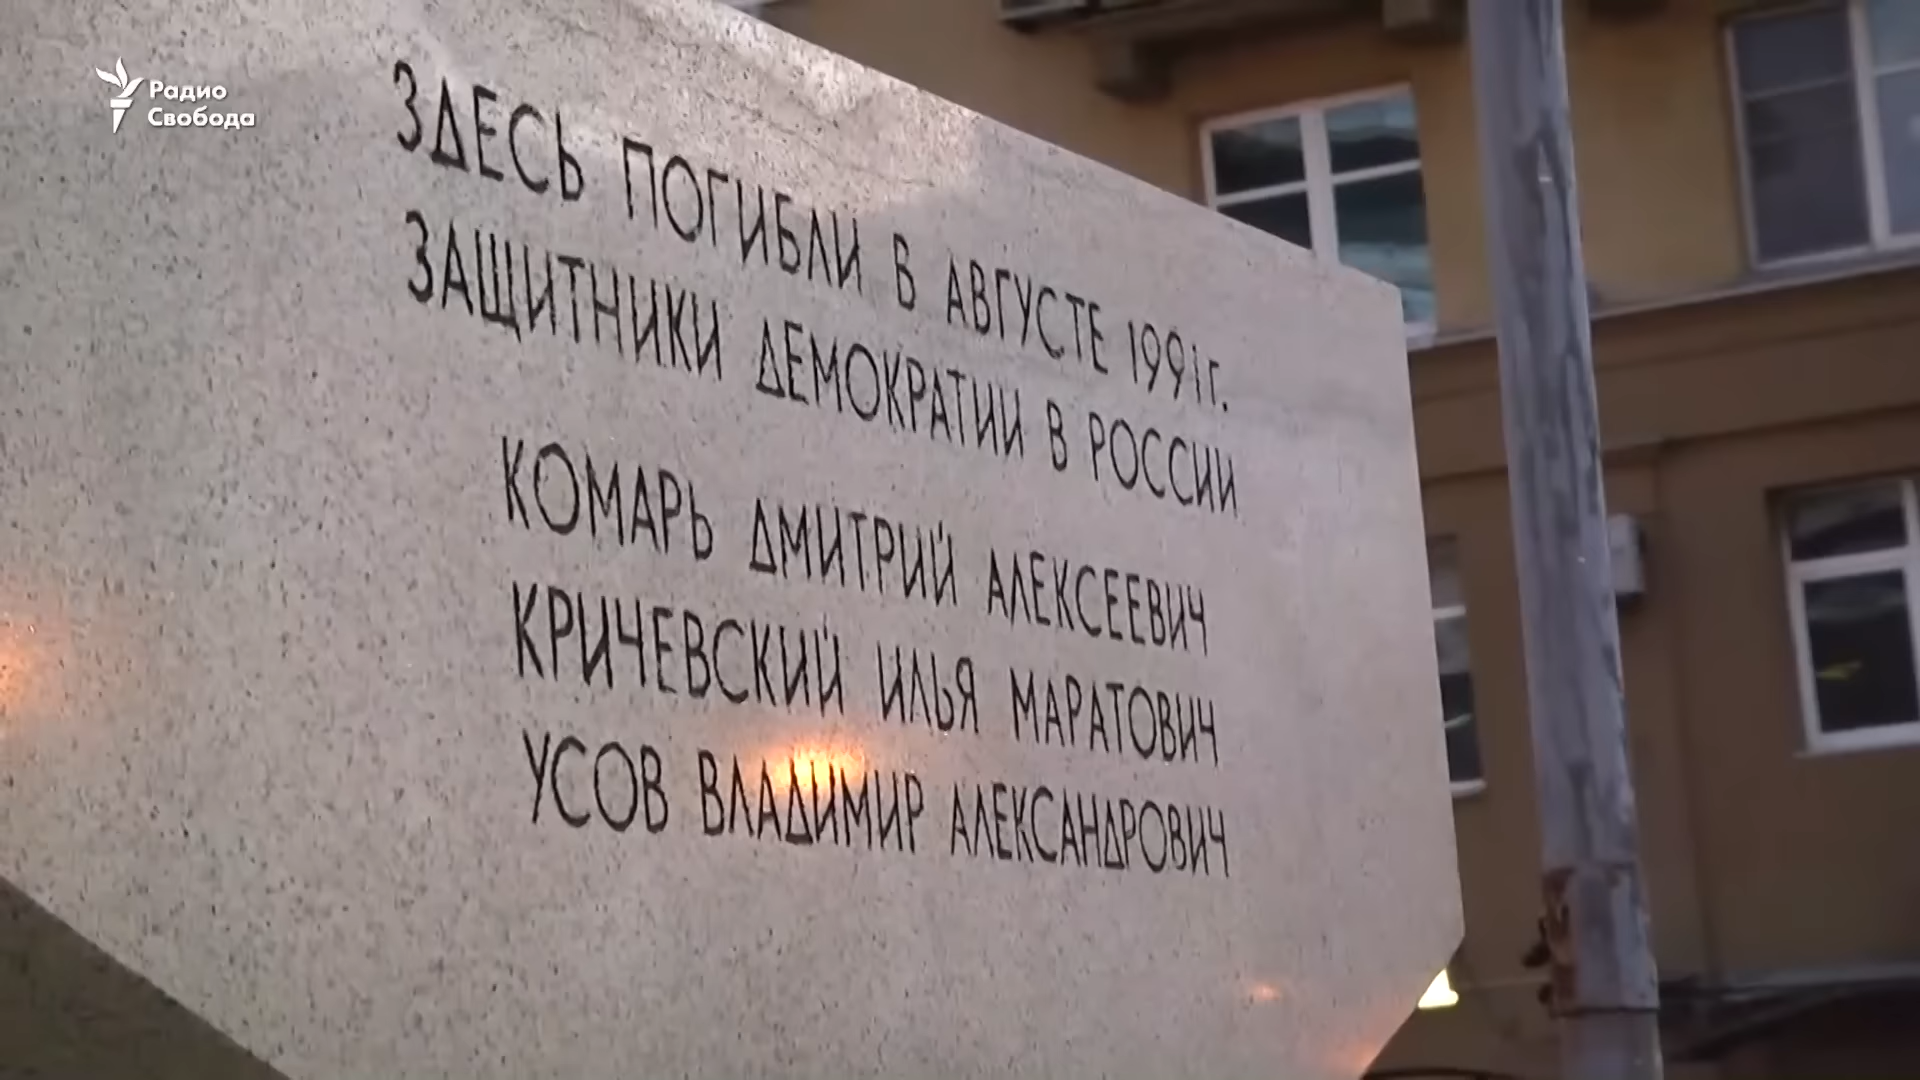 Радио
Свобода
ЗДЕСЬ ПОГИБЛИ В АВГУСТЕ 1991г.
ЗАЩИТНИКИ ДЕМОКРАТИИ В РОССИИ
КОМАРЬ ДМИТРИЙ АЛЕКСЕЕВИЧ
КРИЧЕВСКИЙ ИЛЬЯ МАРАТОВИЧ
УСОВ ВЛАДИМИР АЛЕКСАНДРОВИЧ